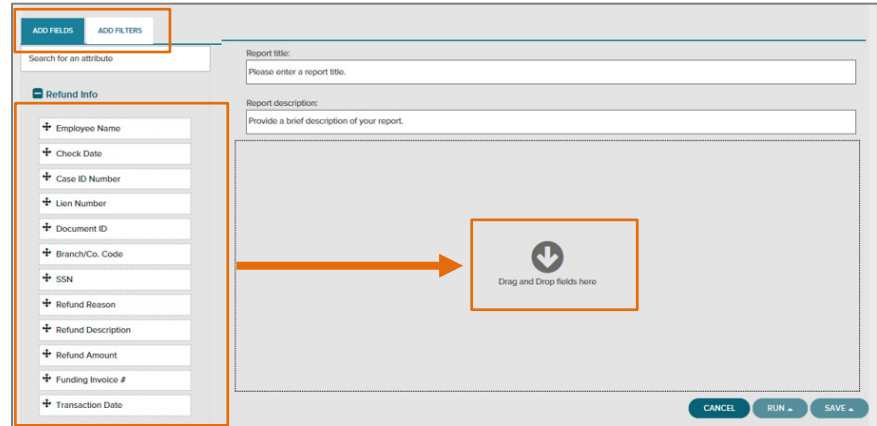 ADD FIELDS ADD FILTERS
Search for an attribute
Refund Info
Employee Name
Check Date
Case ID Number
Lien Number
Document ID
Branch/Co. Code
SSN
Refund Reason
Refund Description
Refund Amount
Funding Invoice #
Transaction Date
Report title:
Please enter a report title.
Report description:
Provide a brief description of your report.
Drag and Drop fields here
CANCEL RUN SAVE